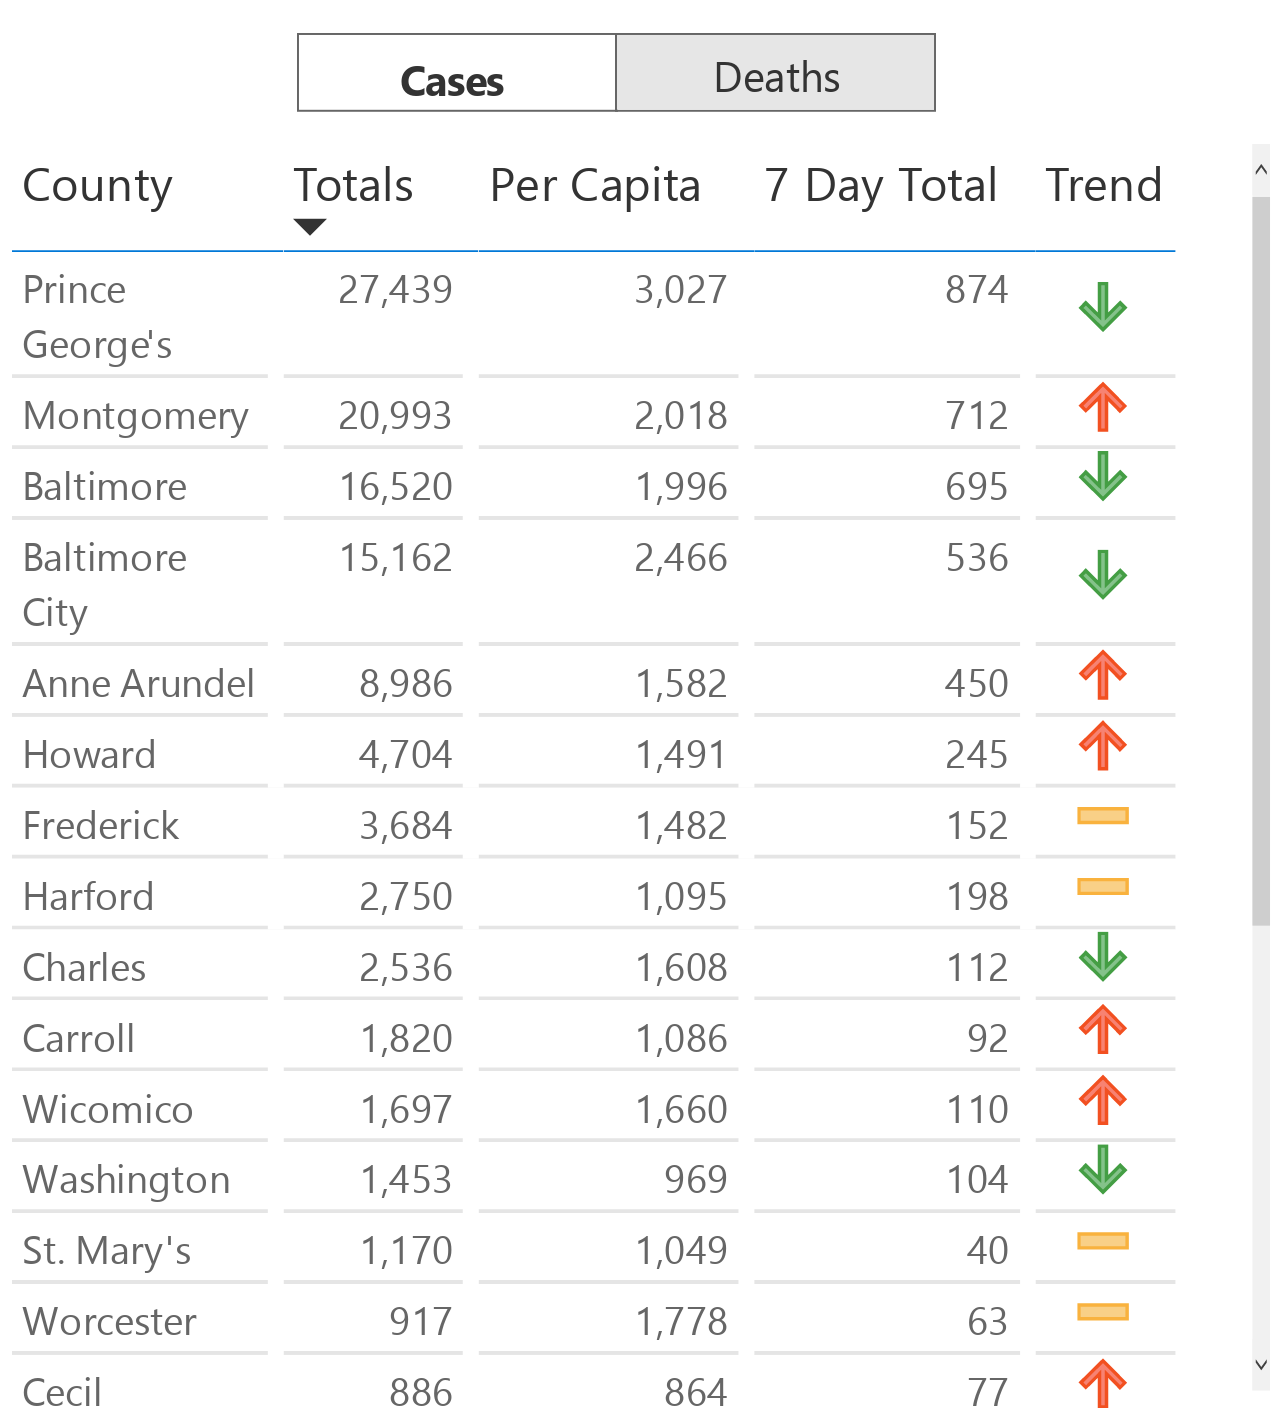 Cases Deaths
County Totals Per Capita 7 Day Total Trend
Prince 27,439 3,027 874
George's
Montgomery 20,993 2,018 712
Baltimore 16,520 1,996 695
Baltimore 15,162 2,466 536
City
Anne Arundel 8,986 1,582 450
Howard 4,704 1,491 245
Frederick 3,684 1,482 152
Harford 2,750 1,095 198
Charles 2,536 1,608 112
Carroll 1,820 1,086 92
Wicomico 1,697 1,660 110
Washington 1,453 969 104
St. Mary's 1,170 1,049 40
Worcester 917 1,778 63
Cecil 886 864 77